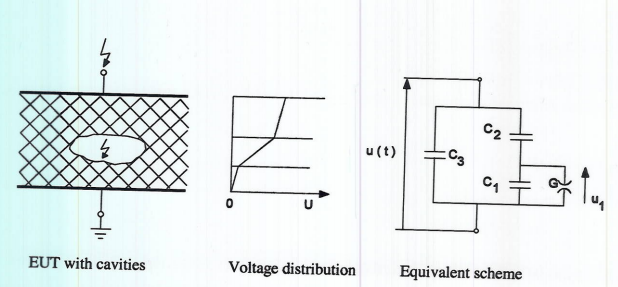 0
U
u(t)
C3
C2
C1
G
u1
EUT with cavities
Voltage distribution
Equivalent scheme